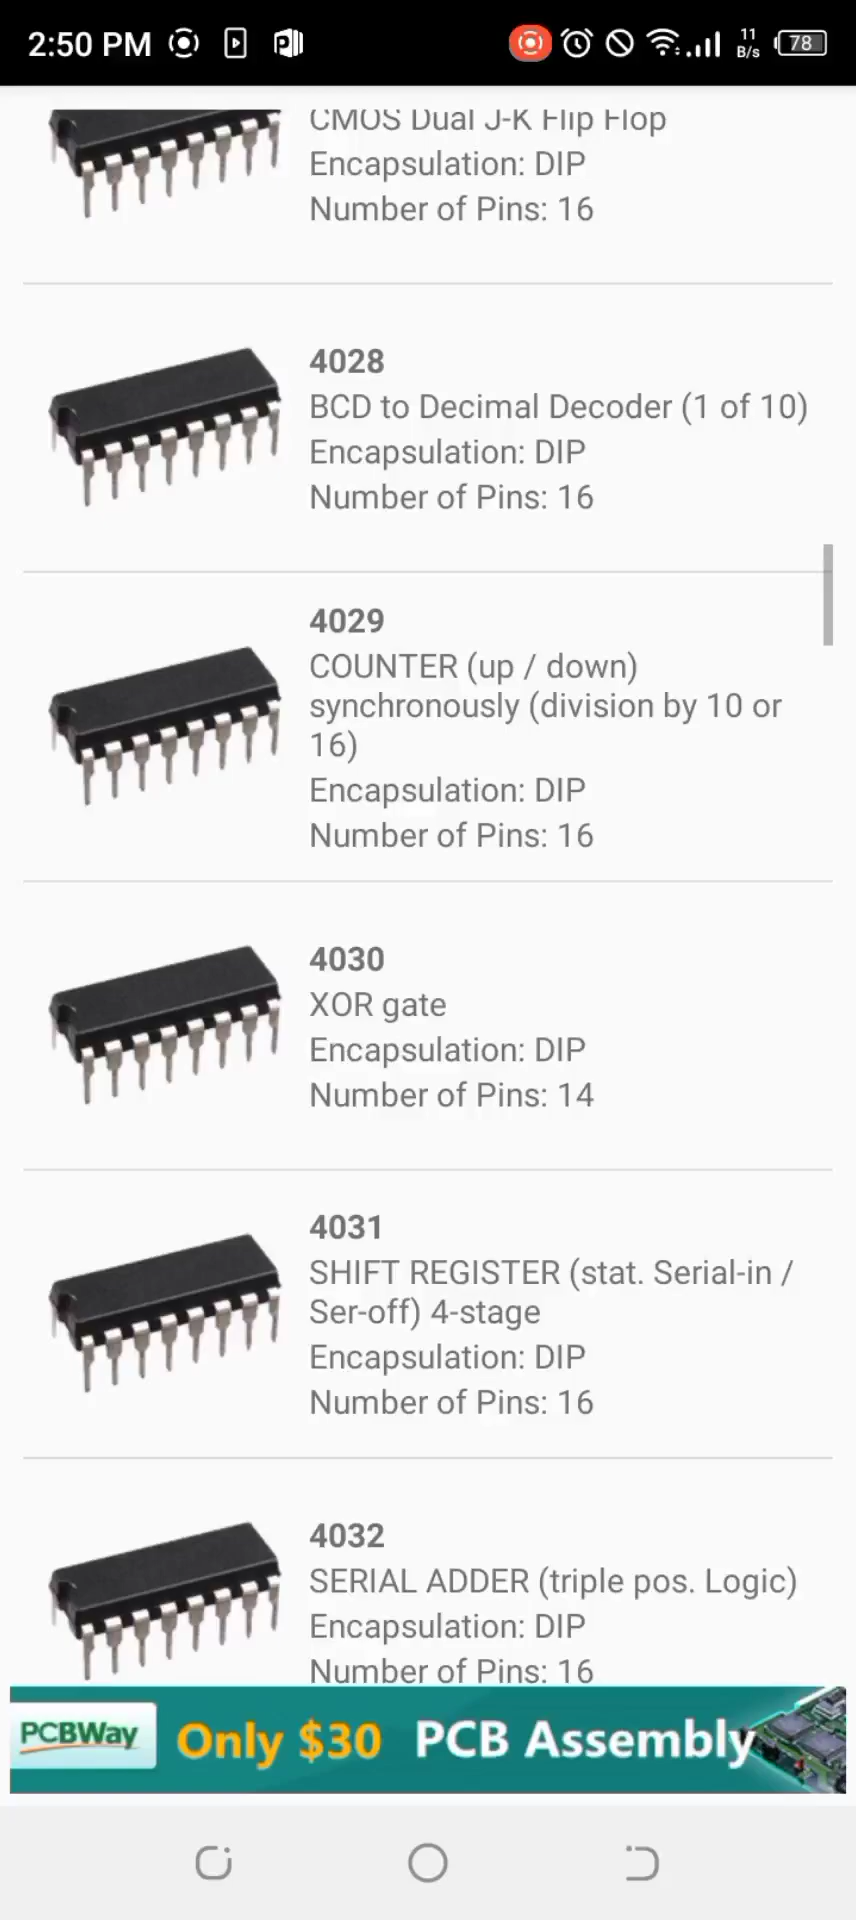 2:50 PM
11
B/s
78
CMOS Dual J-K Flip Flop
Encapsulation: DIP
Number of Pins: 16
4028
BCD to Decimal Decoder (1 of 10)
Encapsulation: DIP
Number of Pins: 16
4029
COUNTER (up / down)
synchronously (division by 10 or
16)
Encapsulation: DIP
Number of Pins: 16
4030
XOR gate
Encapsulation: DIP
Number of Pins: 14
4031
SHIFT REGISTER (stat. Serial-in /
Ser-off) 4-stage
Encapsulation: DIP
Number of Pins: 16
4032
SERIAL ADDER (triple pos. Logic)
Encapsulation: DIP
Number of Pins: 16
PCBWay Only $30 PCB Assembly